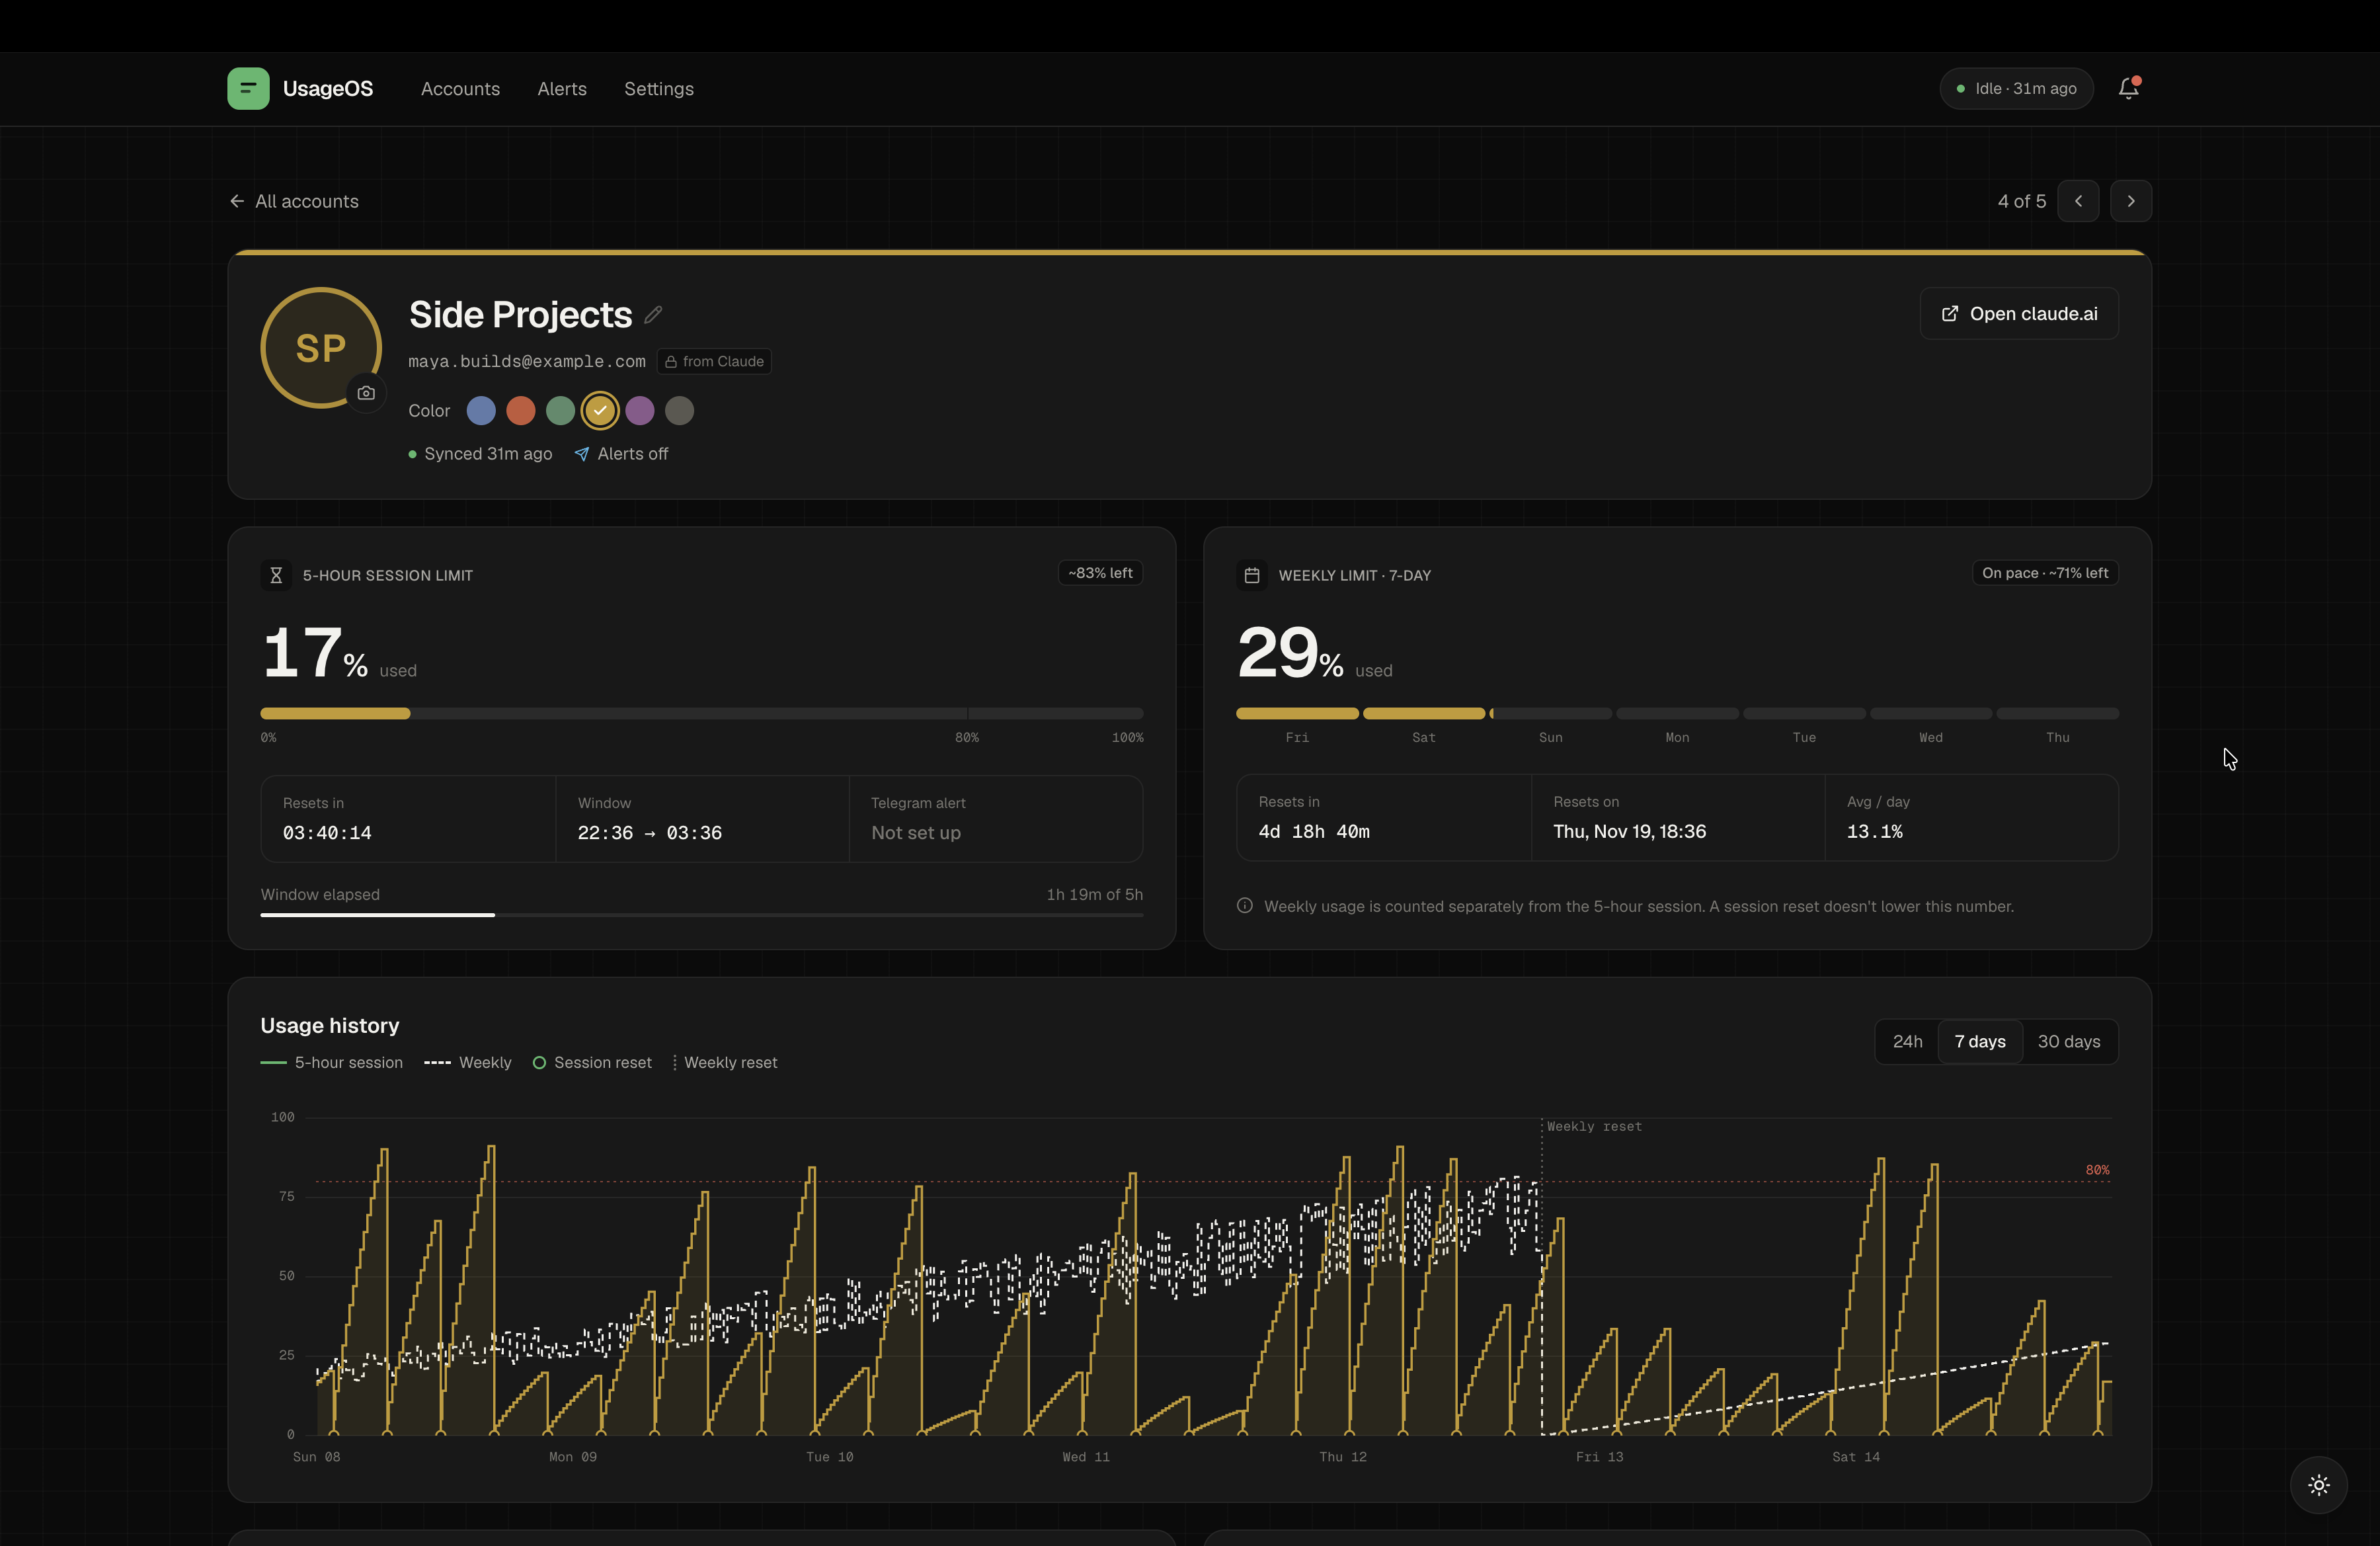 UsageOS Accounts Alerts Settings Idle · 31m ago
All accounts 4 of 5
SP Side Projects Open claude.ai
maya.builds@example.com from Claude
Color
Synced 31m ago Alerts off
5-HOUR SESSION LIMIT ~83% left
17% used
0% 80% 100%
Resets in Window Telegram alert
03:40:14 22:36 → 03:36 Not set up
Window elapsed 1h 19m of 5h
WEEKLY LIMIT · 7-DAY On pace · ~71% left
29% used
Fri Sat Sun Mon Tue Wed Thu
Resets in Resets on Avg / day
4d 18h 40m Thu, Nov 19, 18:36 13.1%
Weekly usage is counted separately from the 5-hour session. A session reset doesn't lower this number.
Usage history
5-hour session Weekly Session reset Weekly reset
24h 7 days 30 days
100
Weekly reset
80%
75
50
25
0
Sun 08 Mon 09 Tue 10 Wed 11 Thu 12 Fri 13 Sat 14